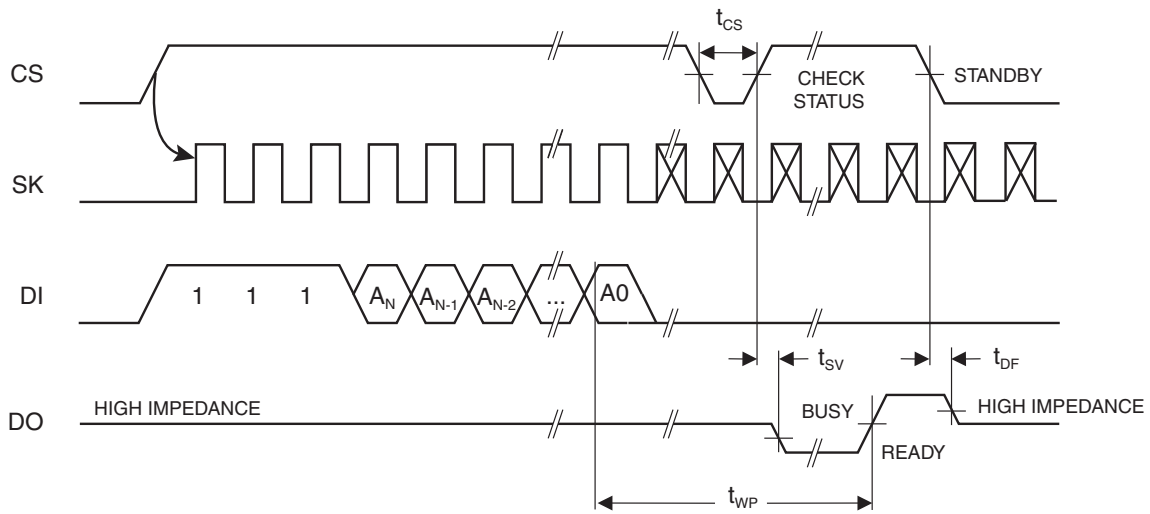 t_CS
CS
CHECK
STATUS
STANDBY
SK
DI
1 1 1 A_N A_N-1 A_N-2 ... A0
t_SV
t_DF
DO
HIGH IMPEDANCE
BUSY
READY
HIGH IMPEDANCE
t_WP